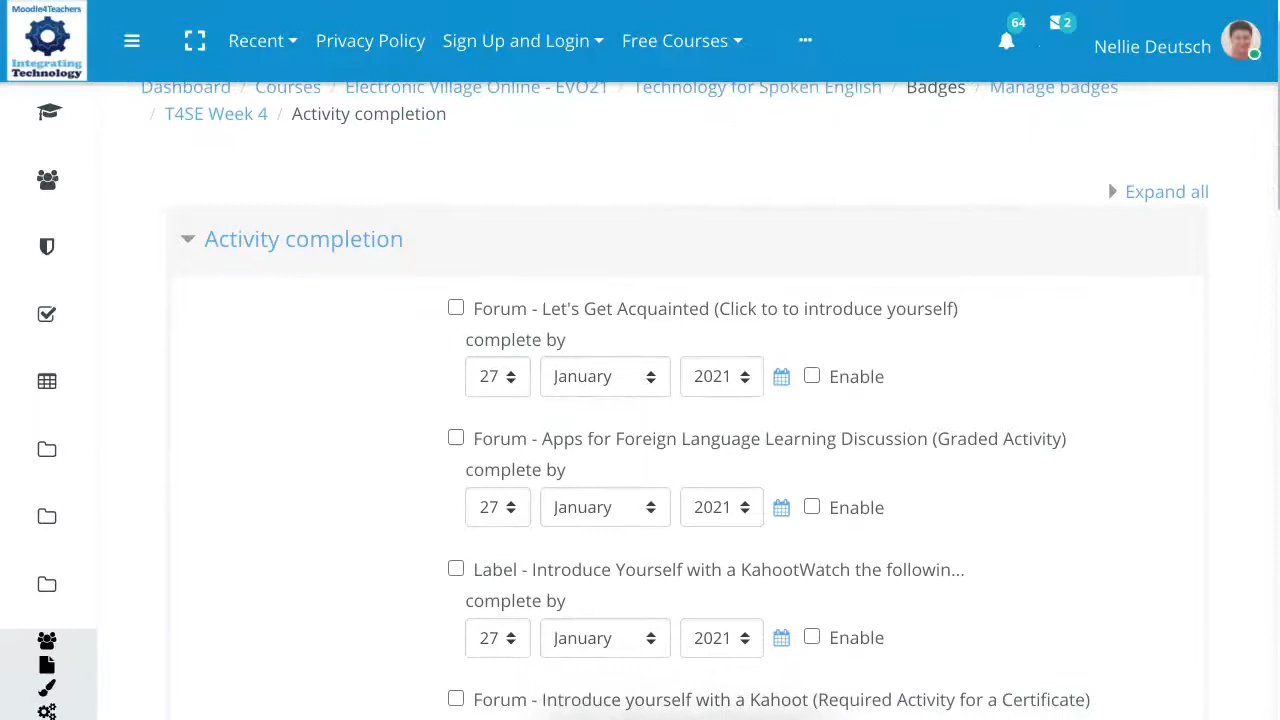 Moodle4Teachers
Integrating
Technology
Recent
Privacy Policy
Sign Up and Login
Free Courses
64
2
Nellie Deutsch
Dashboard / Courses / Electronic Village Online - EVO21 / Technology for Spoken English / Badges / Manage badges
/ T4SE Week 4 / Activity completion
Expand all
Activity completion
Forum - Let's Get Acquainted (Click to to introduce yourself)
complete by
27 January 2021 Enable
Forum - Apps for Foreign Language Learning Discussion (Graded Activity)
complete by
27 January 2021 Enable
Label - Introduce Yourself with a KahootWatch the followin...
complete by
27 January 2021 Enable
Forum - Introduce yourself with a Kahoot (Required Activity for a Certificate)